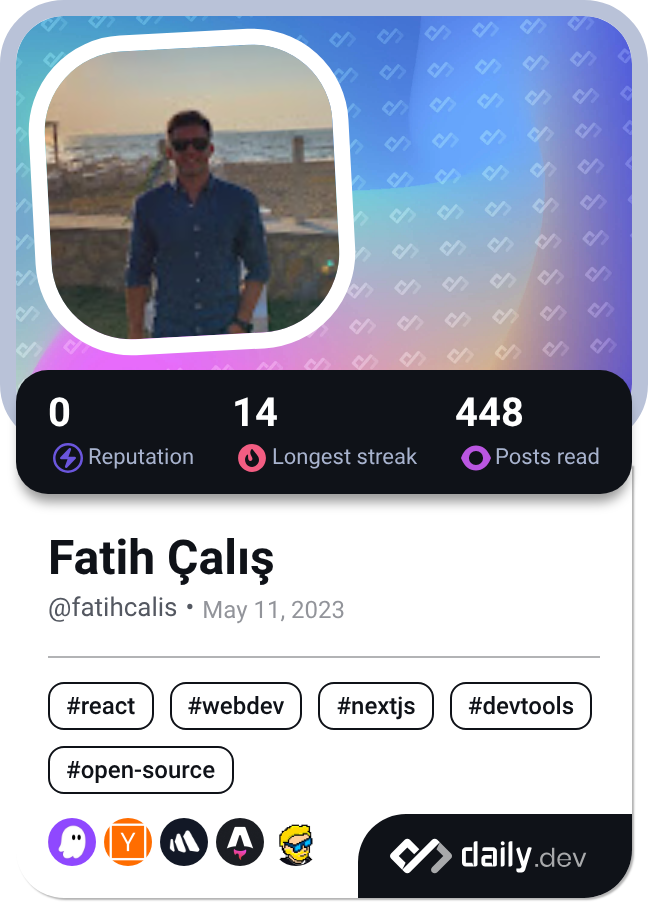 0 14 448
Reputation Longest streak Posts read
Fatih Çalış
@fatihcalis • May 11, 2023
#react #webdev #nextjs #devtools
#open-source
Y
daily.dev